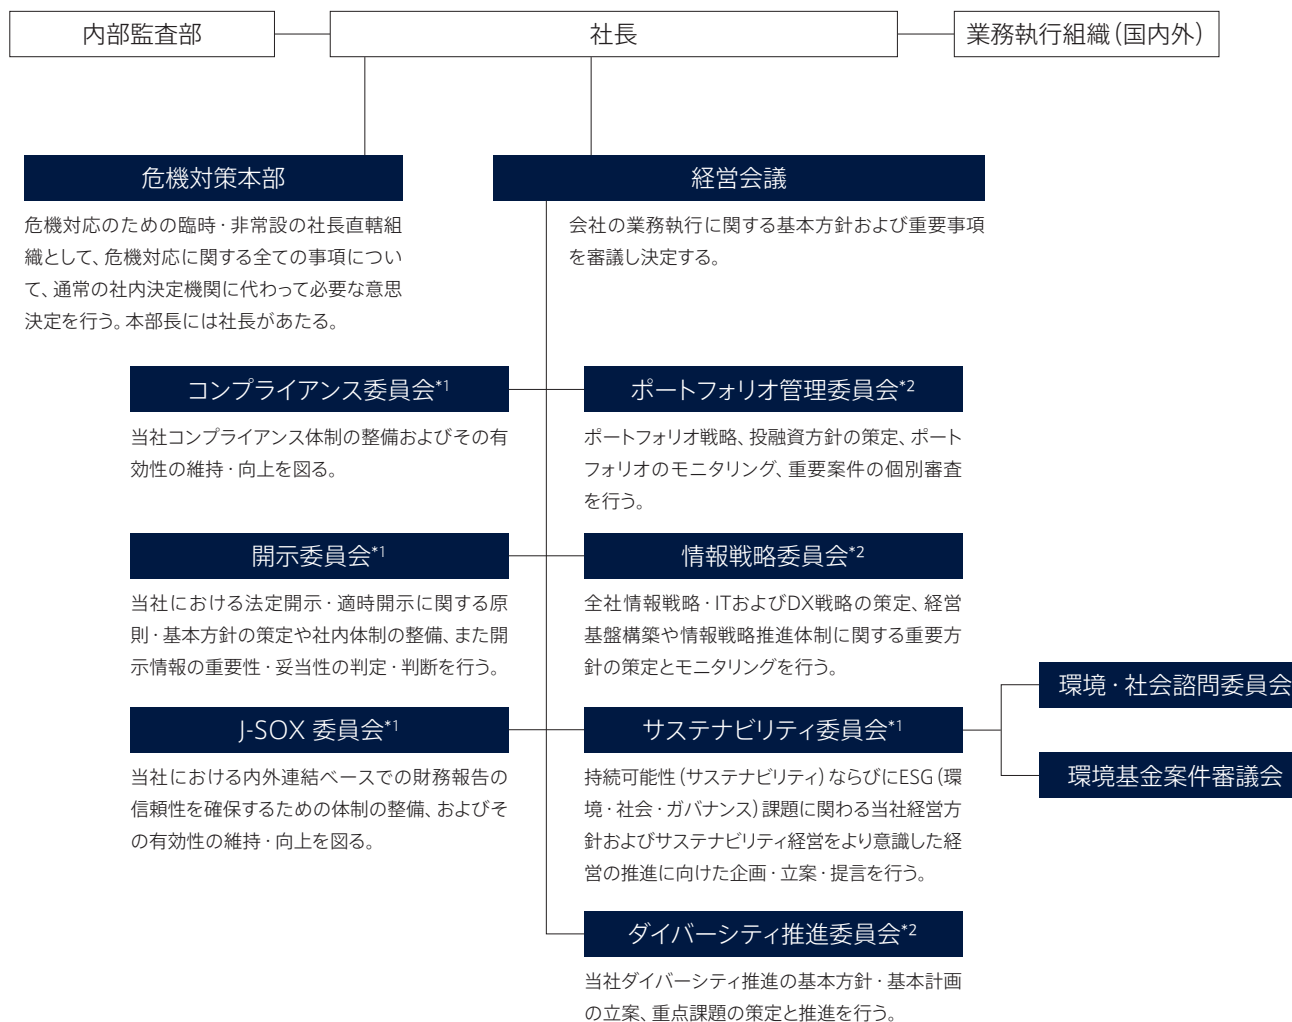 内部監査部
社長
業務執行組織(国内外)
危機対策本部
危機対応のための臨時・非常設の社長直轄組
織として、危機対応に関する全ての事項につい
て、通常の社内決定機関に代わって必要な意思
決定を行う。本部長には社長があたる。
経営会議
会社の業務執行に関する基本方針および重要事項
を審議し決定する。
コンプライアンス委員会*1
当社コンプライアンス体制の整備およびその有
効性の維持・向上を図る。
ポートフォリオ管理委員会*2
ポートフォリオ戦略、投融資方針の策定、ポート
フォリオのモニタリング、重要案件の個別審査
を行う。
開示委員会*1
当社における法定開示・適時開示に関する原
則・基本方針の策定や社内体制の整備、また開
示情報の重要性・妥当性の判定・判断を行う。
情報戦略委員会*2
全社情報戦略・ITおよびDX戦略の策定、経営
基盤構築や情報戦略推進体制に関する重要方
針の策定とモニタリングを行う。
J-SOX 委員会*1
当社における内外連結ベースでの財務報告の
信頼性を確保するための体制の整備、およびそ
の有効性の維持・向上を図る。
サステナビリティ委員会*1
持続可能性(サステナビリティ)ならびにESG(環
境・社会・ガバナンス)課題に関わる当社経営方
針およびサステナビリティ経営をより意識した経
営の推進に向けた企画・立案・提言を行う。
環境・社会諮問委員会
環境基金案件審議会
ダイバーシティ推進委員会*2
当社ダイバーシティ推進の基本方針・基本計画
の立案、重点課題の策定と推進を行う。